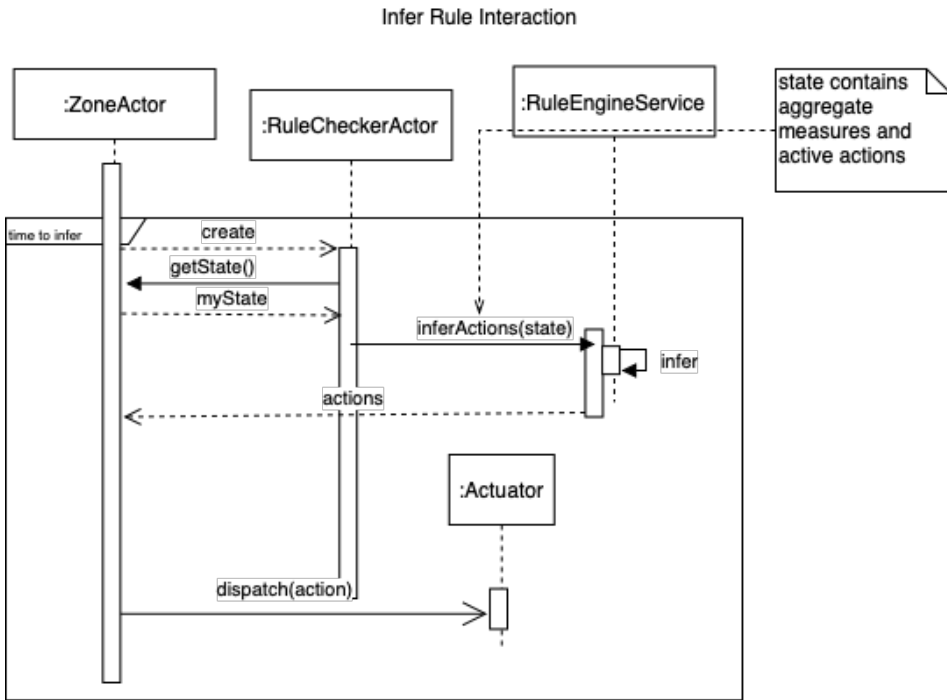 Infer Rule Interaction
:ZoneActor
:RuleCheckerActor
:RuleEngineService
state contains
aggregate
measures and
active actions
time to infer
create
getState()
myState
inferActions(state)
infer
actions
:Actuator
dispatch(action)